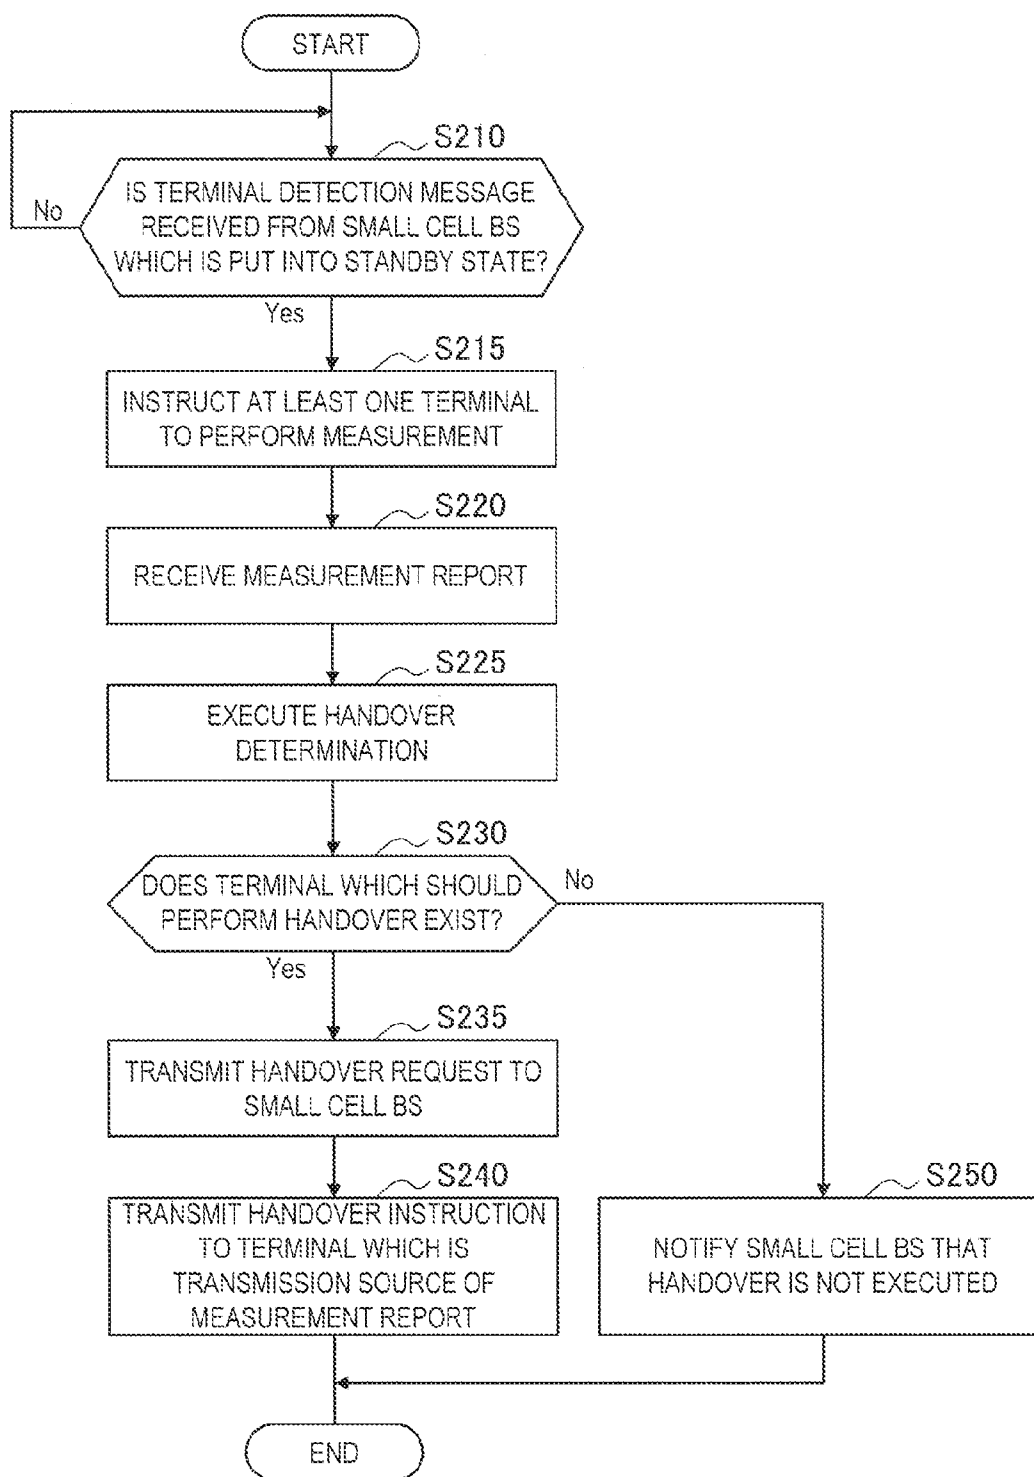 START
S210
IS TERMINAL DETECTION MESSAGE
RECEIVED FROM SMALL CELL BS
WHICH IS PUT INTO STANDBY STATE?
No
Yes
S215
INSTRUCT AT LEAST ONE TERMINAL
TO PERFORM MEASUREMENT
S220
RECEIVE MEASUREMENT REPORT
S225
EXECUTE HANDOVER
DETERMINATION
S230
DOES TERMINAL WHICH SHOULD
PERFORM HANDOVER EXIST?
No
Yes
S235
TRANSMIT HANDOVER REQUEST TO
SMALL CELL BS
S240
TRANSMIT HANDOVER INSTRUCTION
TO TERMINAL WHICH IS
TRANSMISSION SOURCE OF
MEASUREMENT REPORT
S250
NOTIFY SMALL CELL BS THAT
HANDOVER IS NOT EXECUTED
END